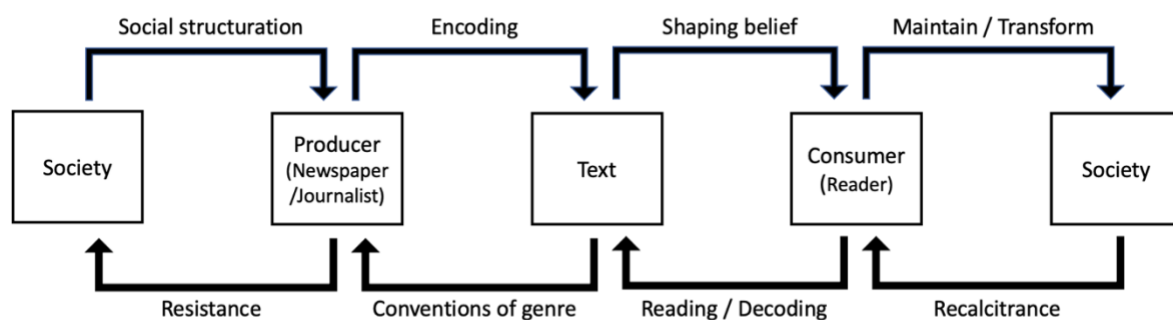 Social structuration
Encoding
Shaping belief
Maintain / Transform
Society
Producer
(Newspaper
/Journalist)
Text
Consumer
(Reader)
Society
Resistance
Conventions of genre
Reading / Decoding
Recalcitrance